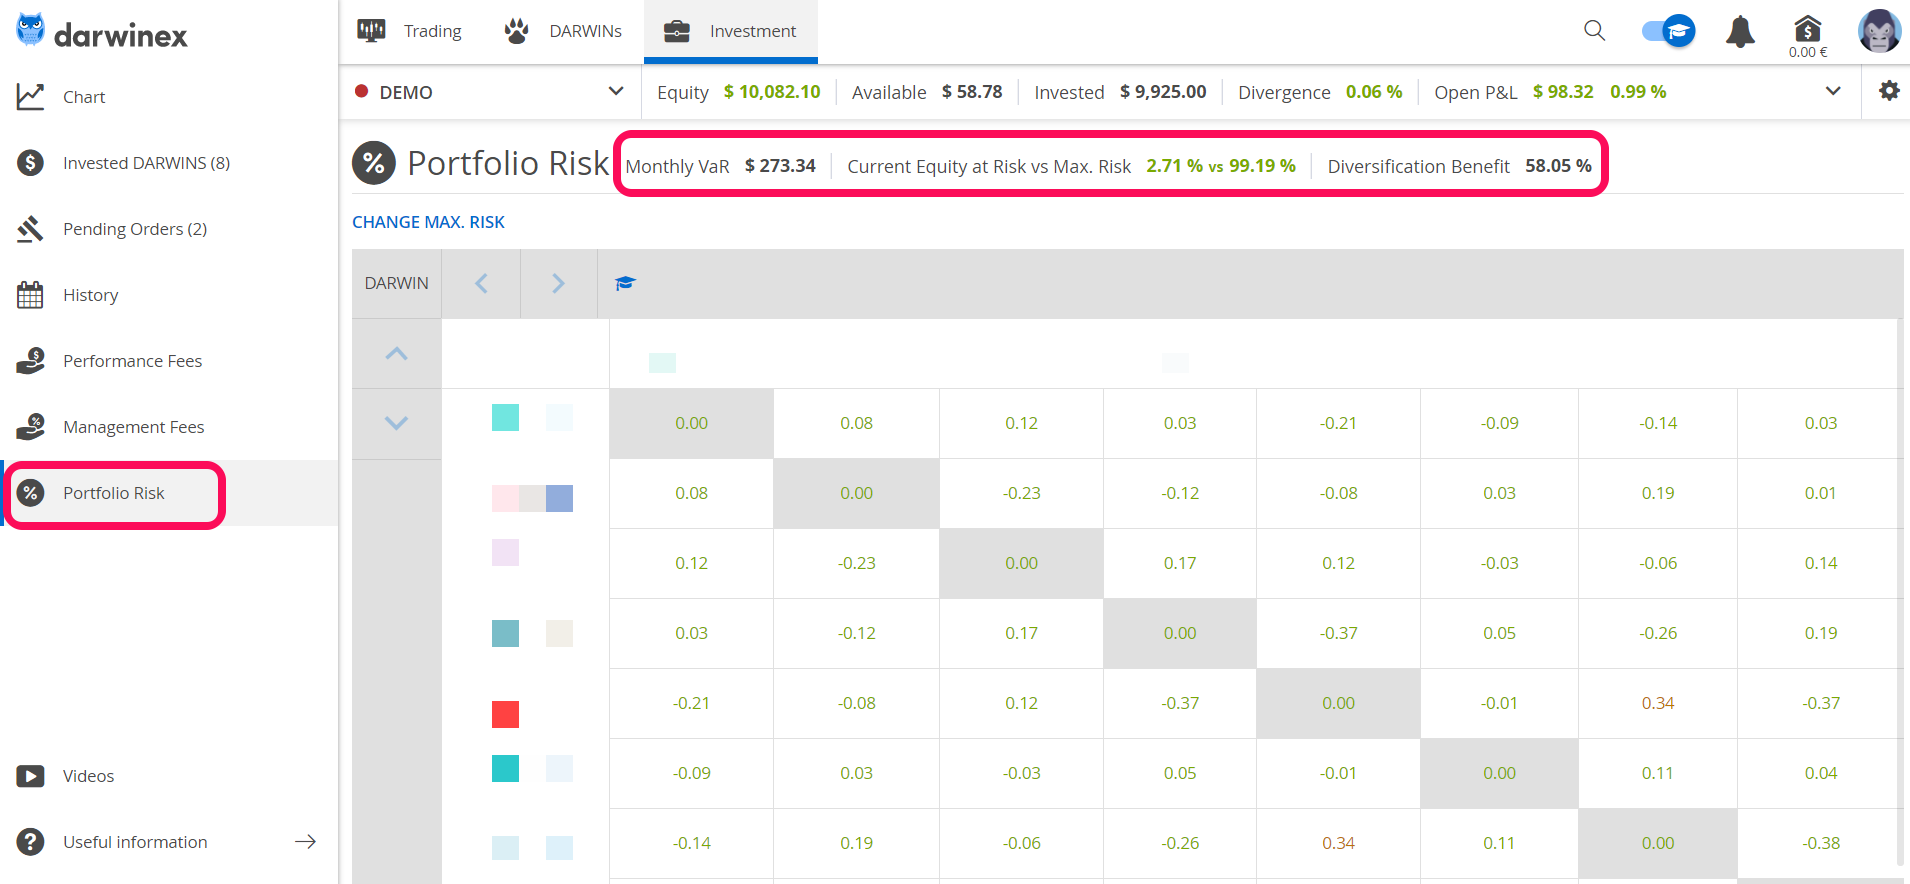 darwinex
Trading
DARWINs
Investment
0.00 €
DEMO
Equity $ 10,082.10 Available $ 58.78 Invested $ 9,925.00 Divergence 0.06 % Open P&L $ 98.32 0.99 %
Chart
Invested DARWINS (8)
Pending Orders (2)
History
Performance Fees
Management Fees
Portfolio Risk
Videos
Useful information
Portfolio Risk Monthly VaR $ 273.34 Current Equity at Risk vs Max. Risk 2.71 % vs 99.19 % Diversification Benefit 58.05 %
CHANGE MAX. RISK
DARWIN
0.00 0.08 0.12 0.03 -0.21 -0.09 -0.14 0.03
0.08 0.00 -0.23 -0.12 -0.08 0.03 0.19 0.01
0.12 -0.23 0.00 0.17 0.12 -0.03 -0.06 0.14
0.03 -0.12 0.17 0.00 -0.37 0.05 -0.26 0.19
-0.21 -0.08 0.12 -0.37 0.00 -0.01 0.34 -0.37
-0.09 0.03 -0.03 0.05 -0.01 0.00 0.11 0.04
-0.14 0.19 -0.06 -0.26 0.34 0.11 0.00 -0.38